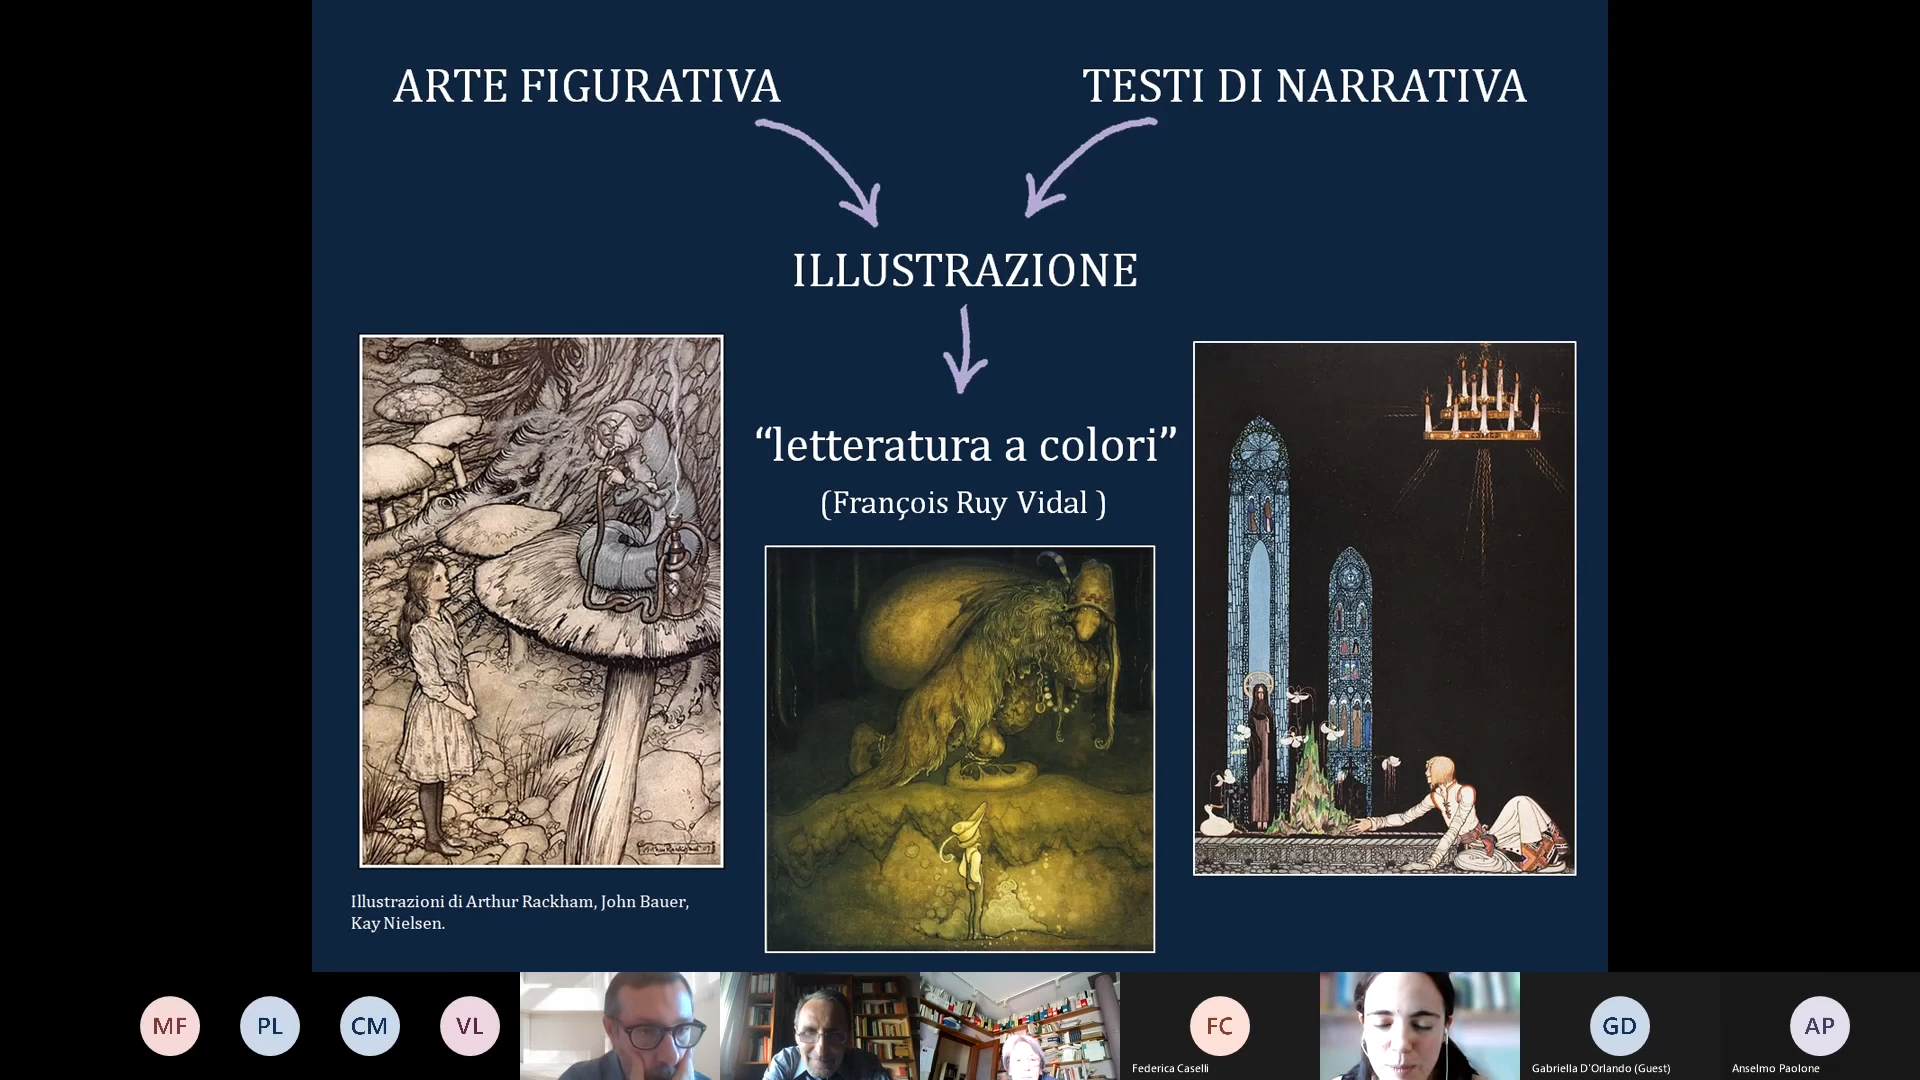 ARTE FIGURATIVA
TESTI DI NARRATIVA
ILLUSTRAZIONE
“letteratura a colori”
(François Ruy Vidal )
Illustrazioni di Arthur Rackham, John Bauer,
Kay Nielsen.
MF
PL
CM
VL
FC
Federica Caselli
GD
Gabriella D'Orlando (Guest)
AP
Anselmo Paolone